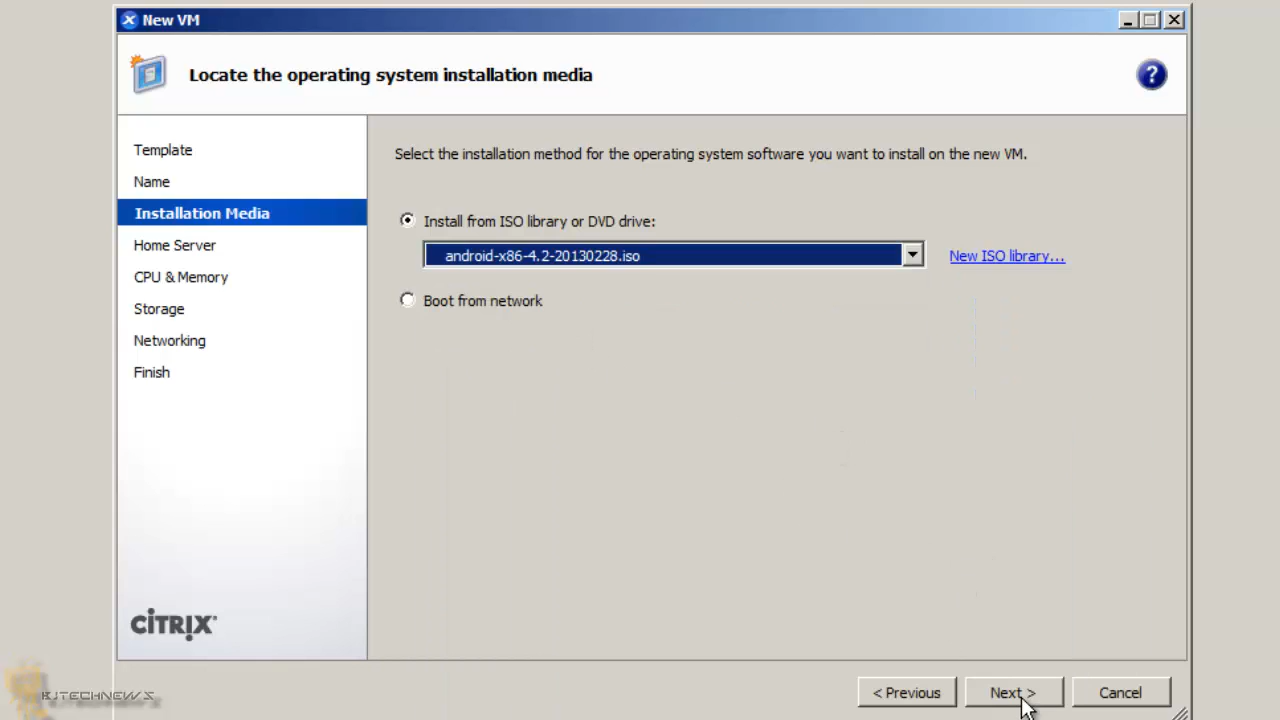 New VM
Locate the operating system installation media
?
Template
Name
Installation Media
Home Server
CPU & Memory
Storage
Networking
Finish
Select the installation method for the operating system software you want to install on the new VM.
Install from ISO library or DVD drive:
android-x86-4.2-20130228.iso
New ISO library...
Boot from network
CITRIX
KJTECHNEWS
< Previous
Next >
Cancel